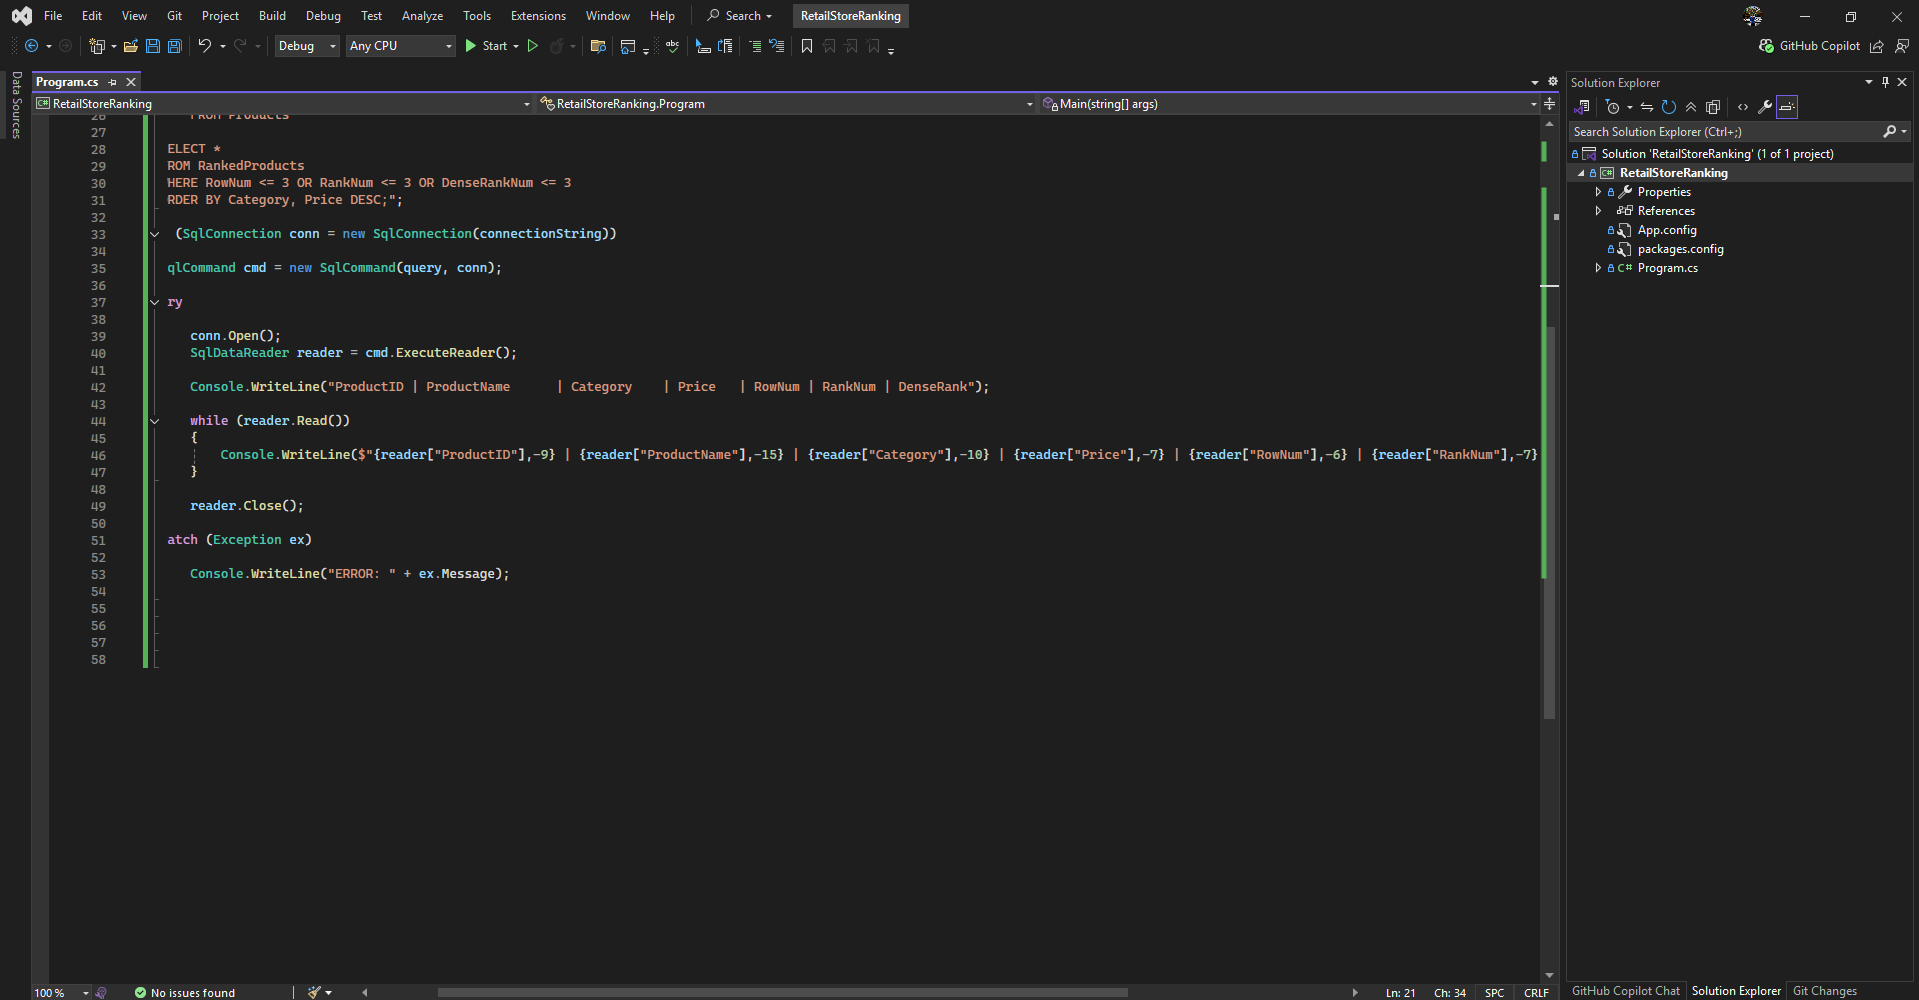 File Edit View Git Project Build Debug Test Analyze Tools Extensions Window Help Search RetailStoreRanking
Debug Any CPU Start GitHub Copilot
Data Sources
Program.cs
RetailStoreRanking RetailStoreRanking.Program Main(string[] args)
26 FROM Products
27
28 ELECT *
29 ROM RankedProducts
30 HERE RowNum <= 3 OR RankNum <= 3 OR DenseRankNum <= 3
31 RDER BY Category, Price DESC;";
32
33 (SqlConnection conn = new SqlConnection(connectionString))
34
35 qlCommand cmd = new SqlCommand(query, conn);
36
37 ry
38
39 conn.Open();
40 SqlDataReader reader = cmd.ExecuteReader();
41
42 Console.WriteLine("ProductID | ProductName      | Category    | Price   | RowNum | RankNum | DenseRank");
43
44 while (reader.Read())
45 {
46 Console.WriteLine($"{reader["ProductID"],-9} | {reader["ProductName"],-15} | {reader["Category"],-10} | {reader["Price"],-7} | {reader["RowNum"],-6} | {reader["RankNum"],-7}
47 }
48
49 reader.Close();
50
51 atch (Exception ex)
52
53 Console.WriteLine("ERROR: " + ex.Message);
54
55
56
57
58
100 % No issues found Ln: 21 Ch: 34 SPC CRLF
Solution Explorer
Search Solution Explorer (Ctrl+;)
Solution 'RetailStoreRanking' (1 of 1 project)
RetailStoreRanking
Properties
References
App.config
packages.config
C# Program.cs
GitHub Copilot Chat Solution Explorer Git Changes